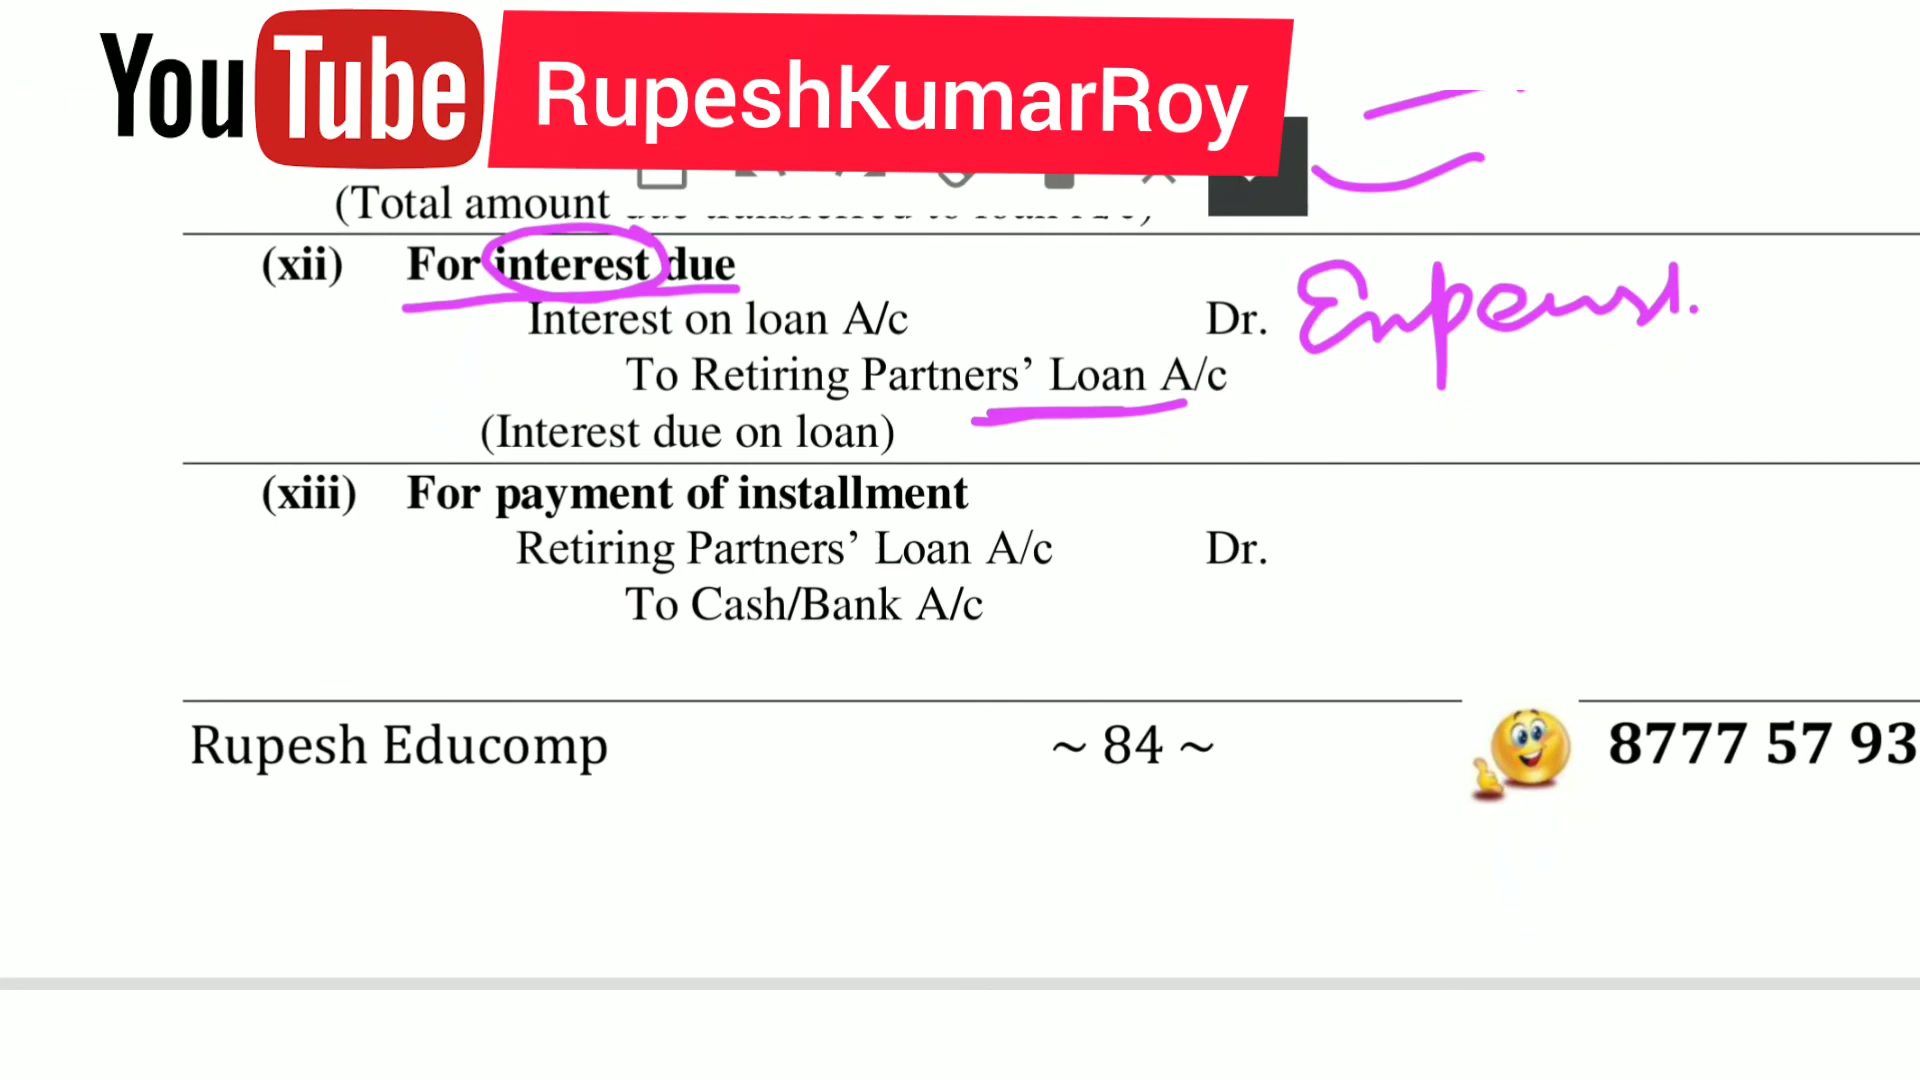 YouTube RupeshKumarRoy
(Total amount
(xii) For interest due
Interest on loan A/c Dr. Expense.
To Retiring Partners’ Loan A/c
(Interest due on loan)
(xiii) For payment of installment
Retiring Partners’ Loan A/c Dr.
To Cash/Bank A/c
Rupesh Educomp ~ 84 ~ 8777 57 93